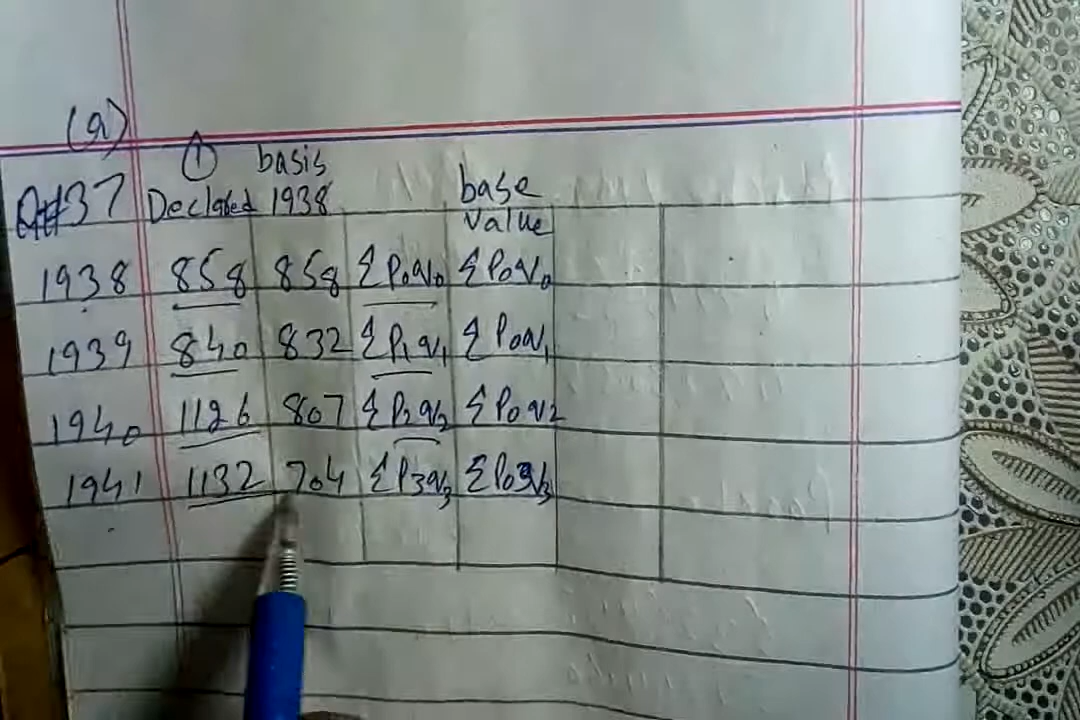 (a)
① basis
Q#37 Declared 1938 base value
1938 858 858 ΣP₀q₀ ΣP₀q₀
1939 840 832 ΣP₁q₁ ΣP₀q₁
1940 1126 807 ΣP₂q₂ ΣP₀q₂
1941 1132 704 ΣP₃q₃ ΣP₀q₃